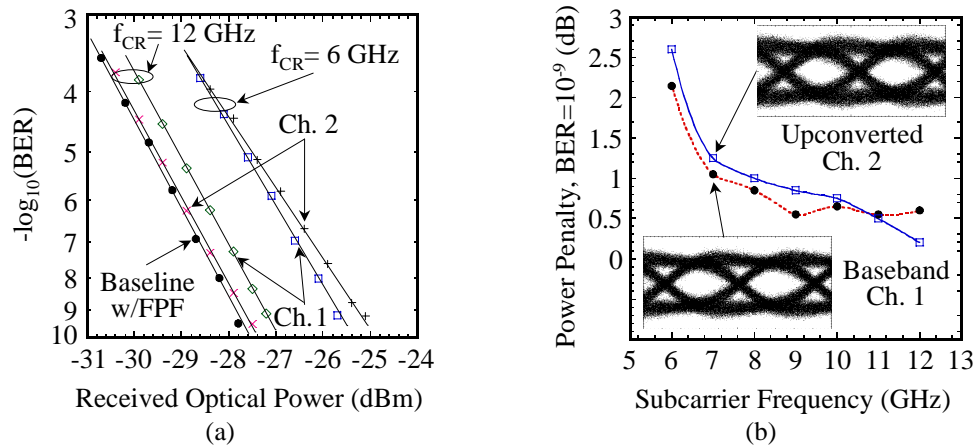 (a)
f_CR= 12 GHz
f_CR= 6 GHz
Ch. 2
Baseline
w/FPF
Ch. 1
3
4
5
6
7
8
9
10
-log10(BER)
-31 -30 -29 -28 -27 -26 -25 -24
Received Optical Power (dBm)
(a)
(b)
Upconverted
Ch. 2
Baseband
Ch. 1
3
2.5
2
1.5
1
0.5
0
Power Penalty, BER=10^-9 (dB)
5 6 7 8 9 10 11 12 13
Subcarrier Frequency (GHz)
(b)